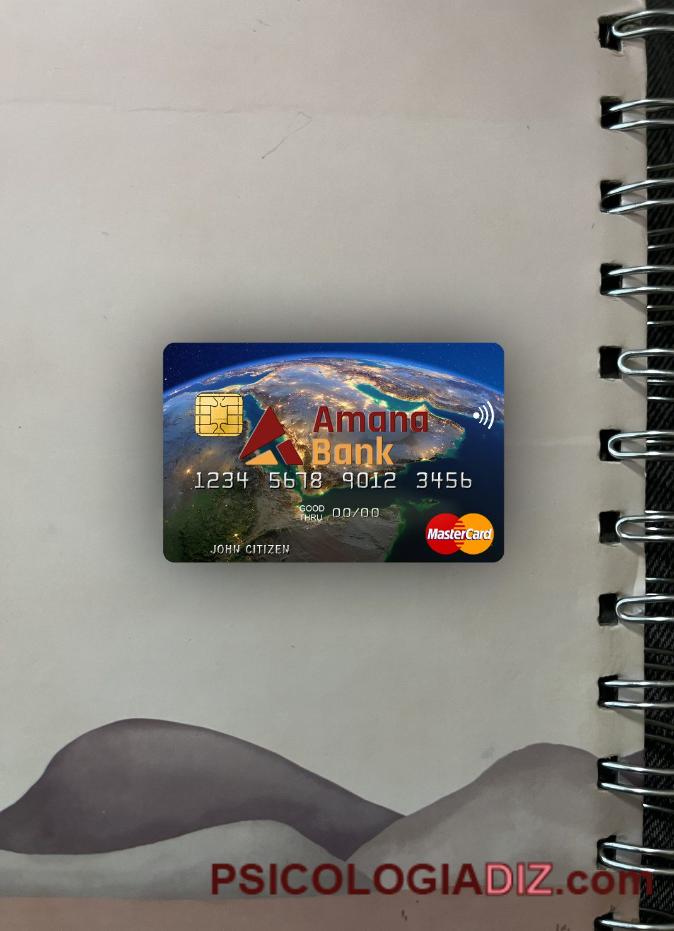 Amana
Bank
1234 5678 9012 3456
GOOD
THRU 00/00
MasterCard
JOHN CITIZEN
PSICOLOGIADIZ.com